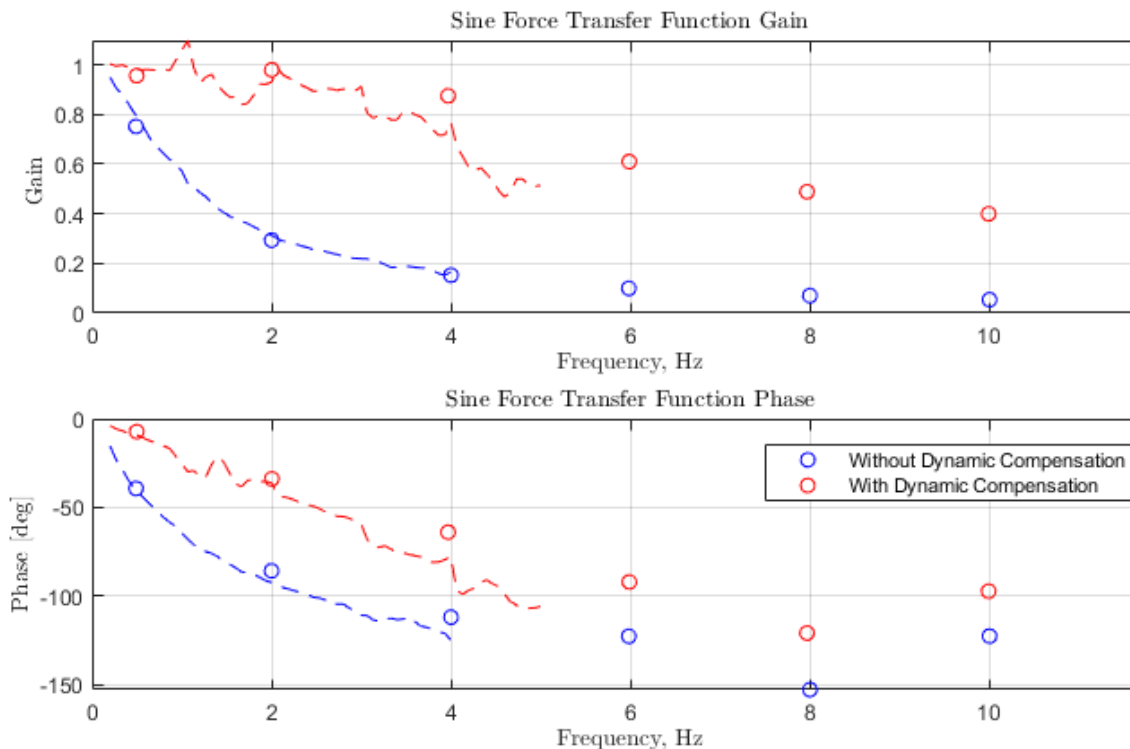 Sine Force Transfer Function Gain
1
0.8
0.6
0.4
0.2
0
Gain
0 2 4 6 8 10
Frequency, Hz
Sine Force Transfer Function Phase
0
-50
-100
-150
Phase [deg]
Without Dynamic Compensation
With Dynamic Compensation
0 2 4 6 8 10
Frequency, Hz